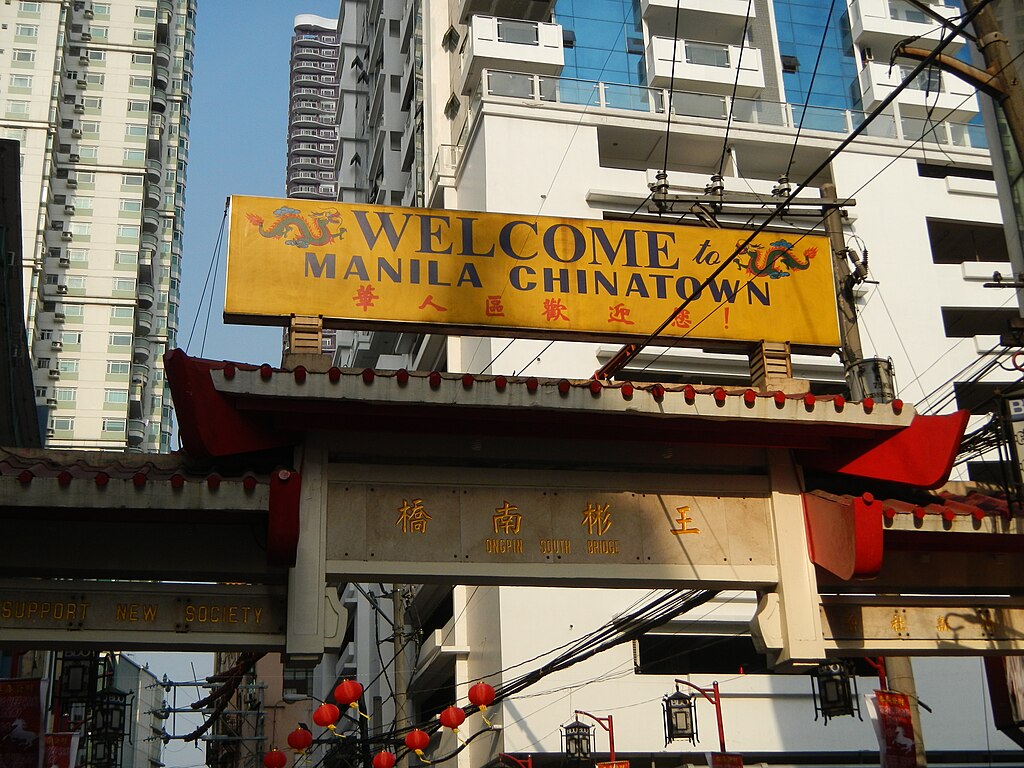 WELCOME to
MANILA CHINATOWN
華人區歡迎您!
橋南彬王
ONGPIN SOUTH BRIDGE
SUPPORT NEW SOCIETY